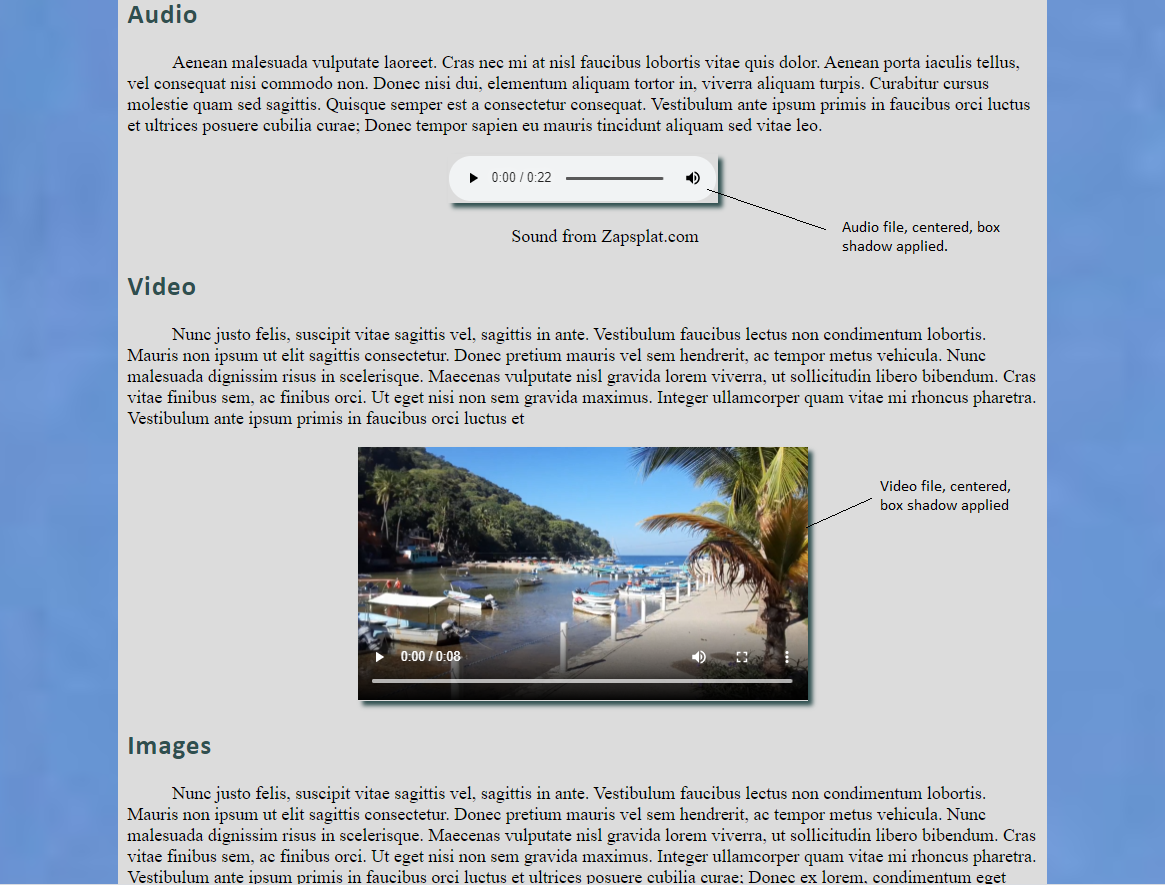 Audio
Aenean malesuada vulputate laoreet. Cras nec mi at nisl faucibus lobortis vitae quis dolor. Aenean porta iaculis tellus,
vel consequat nisi commodo non. Donec nisi dui, elementum aliquam tortor in, viverra aliquam turpis. Curabitur cursus
molestie quam sed sagittis. Quisque semper est a consectetur consequat. Vestibulum ante ipsum primis in faucibus orci luctus
et ultrices posuere cubilia curae; Donec tempor sapien eu mauris tincidunt aliquam sed vitae leo.
0:00 / 0:22
Audio file, centered, box
shadow applied.
Sound from Zapsplat.com
Video
Nunc justo felis, suscipit vitae sagittis vel, sagittis in ante. Vestibulum faucibus lectus non condimentum lobortis.
Mauris non ipsum ut elit sagittis consectetur. Donec pretium mauris vel sem hendrerit, ac tempor metus vehicula. Nunc
malesuada dignissim risus in scelerisque. Maecenas vulputate nisl gravida lorem viverra, ut sollicitudin libero bibendum. Cras
vitae finibus sem, ac finibus orci. Ut eget nisi non sem gravida maximus. Integer ullamcorper quam vitae mi rhoncus pharetra.
Vestibulum ante ipsum primis in faucibus orci luctus et
Video file, centered,
box shadow applied
0:00 / 0:08
Images
Nunc justo felis, suscipit vitae sagittis vel, sagittis in ante. Vestibulum faucibus lectus non condimentum lobortis.
Mauris non ipsum ut elit sagittis consectetur. Donec pretium mauris vel sem hendrerit, ac tempor metus vehicula. Nunc
malesuada dignissim risus in scelerisque. Maecenas vulputate nisl gravida lorem viverra, ut sollicitudin libero bibendum. Cras
vitae finibus sem, ac finibus orci. Ut eget nisi non sem gravida maximus. Integer ullamcorper quam vitae mi rhoncus pharetra.
Vestibulum ante ipsum primis in faucibus orci luctus et ultrices posuere cubilia curae; Donec ex lorem, condimentum eget